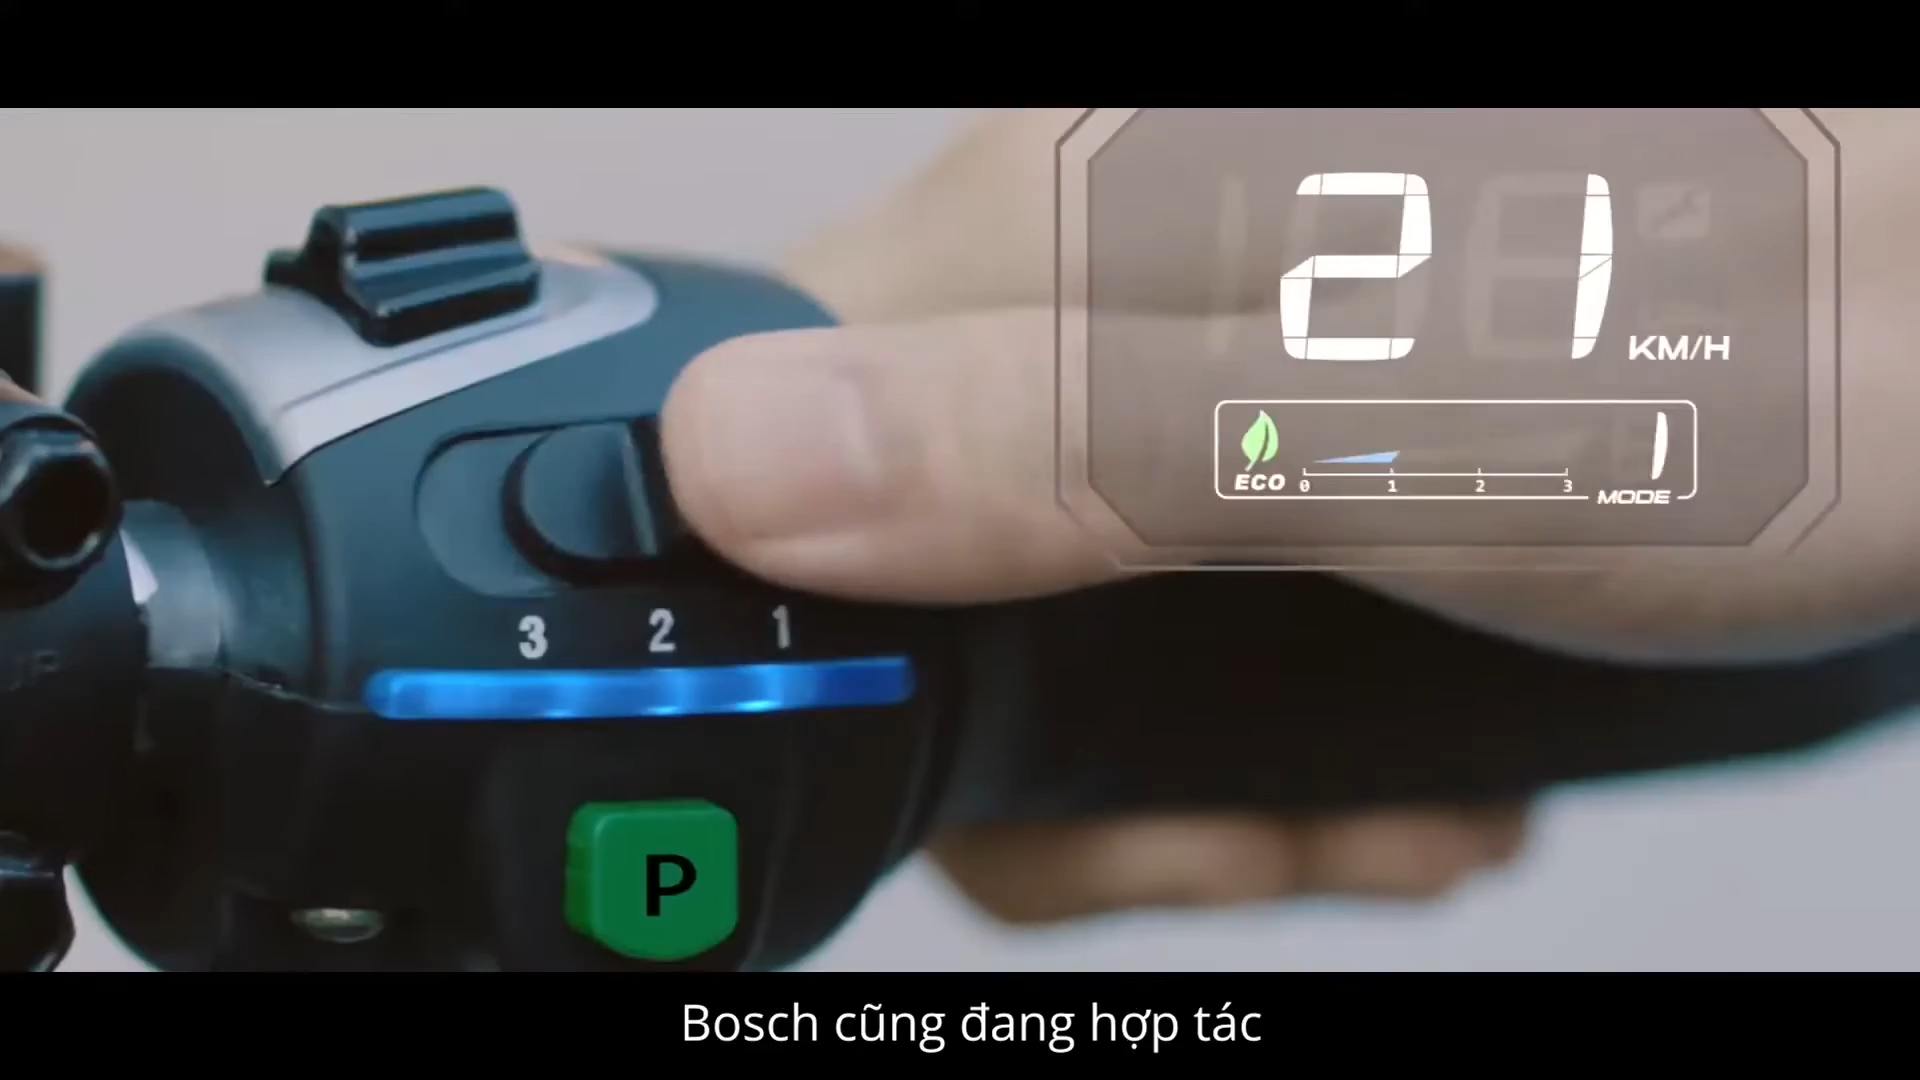 21
KM/H
ECO
0 1 2 3
1
MODE
3 2 1
P
Bosch cũng đang hợp tác